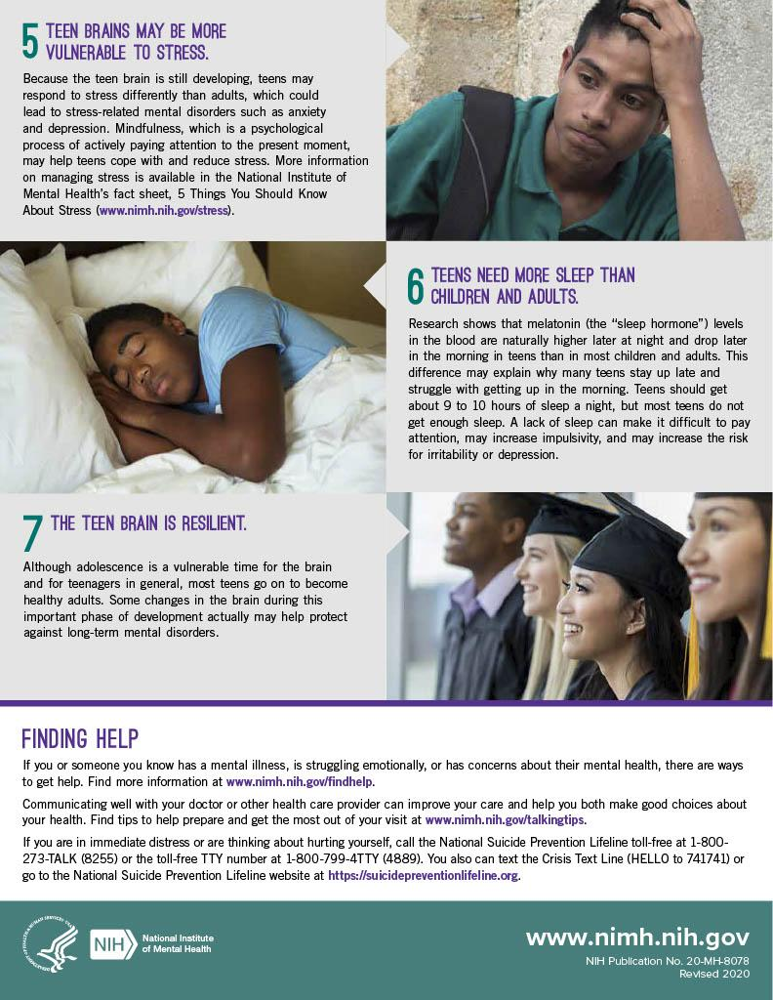 5 TEEN BRAINS MAY BE MORE
VULNERABLE TO STRESS.
Because the teen brain is still developing, teens may
respond to stress differently than adults, which could
lead to stress-related mental disorders such as anxiety
and depression. Mindfulness, which is a psychological
process of actively paying attention to the present moment,
may help teens cope with and reduce stress. More information
on managing stress is available in the National Institute of
Mental Health's fact sheet, 5 Things You Should Know
About Stress (www.nimh.nih.gov/stress).
6 TEENS NEED MORE SLEEP THAN
CHILDREN AND ADULTS.
Research shows that melatonin (the “sleep hormone”) levels
in the blood are naturally higher later at night and drop later
in the morning in teens than in most children and adults. This
difference may explain why many teens stay up late and
struggle with getting up in the morning. Teens should get
about 9 to 10 hours of sleep a night, but most teens do not
get enough sleep. A lack of sleep can make it difficult to pay
attention, may increase impulsivity, and may increase the risk
for irritability or depression.
7 THE TEEN BRAIN IS RESILIENT.
Although adolescence is a vulnerable time for the brain
and for teenagers in general, most teens go on to become
healthy adults. Some changes in the brain during this
important phase of development actually may help protect
against long-term mental disorders.
FINDING HELP
If you or someone you know has a mental illness, is struggling emotionally, or has concerns about their mental health, there are ways
to get help. Find more information at www.nimh.nih.gov/findhelp.
Communicating well with your doctor or other health care provider can improve your care and help you both make good choices about
your health. Find tips to help prepare and get the most out of your visit at www.nimh.nih.gov/talkingtips.
If you are in immediate distress or are thinking about hurting yourself, call the National Suicide Prevention Lifeline toll-free at 1-800-
273-TALK (8255) or the toll-free TTY number at 1-800-799-4TTY (4889). You also can text the Crisis Text Line (HELLO to 741741) or
go to the National Suicide Prevention Lifeline website at https://suicidepreventionlifeline.org.
NIH
National Institute
of Mental Health
www.nimh.nih.gov
NIH Publication No. 20-MH-8078
Revised 2020